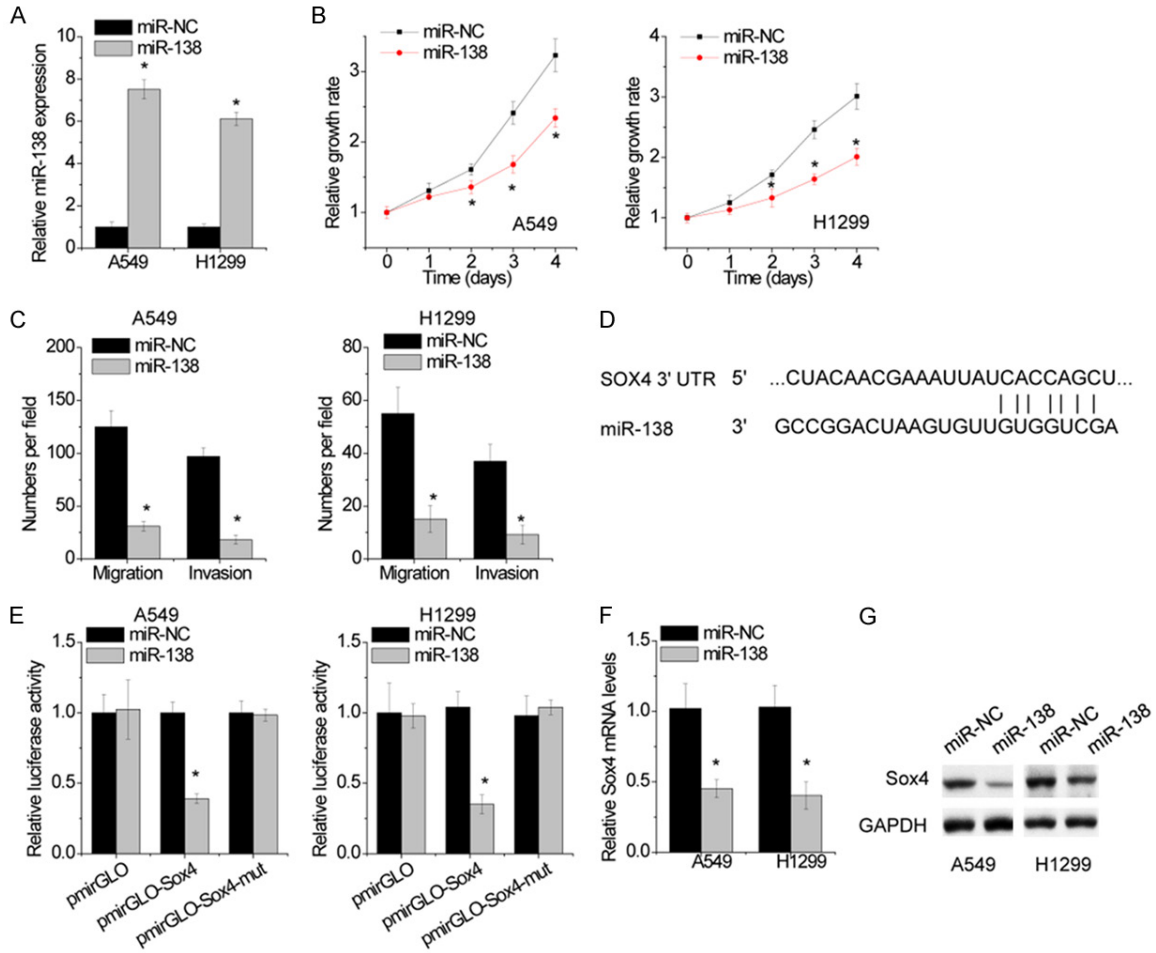 A
miR-NC
miR-138
Relative miR-138 expression
10
8
6
4
2
0
A549
H1299
B
miR-NC
miR-138
Relative growth rate
3
2
1
0
1
2
3
4
Time (days)
A549
*
*
*
miR-NC
miR-138
Relative growth rate
4
3
2
1
0
1
2
3
4
Time (days)
H1299
*
*
*
*
*
C
A549
miR-NC
miR-138
Numbers per field
200
150
100
50
0
*
*
Migration
Invasion
H1299
miR-NC
miR-138
Numbers per field
80
60
40
20
0
*
*
Migration
Invasion
D
SOX4 3' UTR 5' ...CUACAACGAAAUUAUCACCAGCU...
miR-138 3' GCCGGACUAAGUGUUGUGGUCGA
E
A549
miR-NC
miR-138
Relative luciferase activity
1.5
1.0
0.5
0.0
*
pmirGLO
pmirGLO-Sox4
pmirGLO-Sox4-mut
H1299
miR-NC
miR-138
Relative luciferase activity
1.5
1.0
0.5
0.0
*
pmirGLO
pmirGLO-Sox4
pmirGLO-Sox4-mut
F
miR-NC
miR-138
Relative Sox4 mRNA levels
1.5
1.0
0.5
0.0
*
*
A549
H1299
G
miR-NC miR-138 miR-NC miR-138
Sox4
GAPDH
A549 H1299